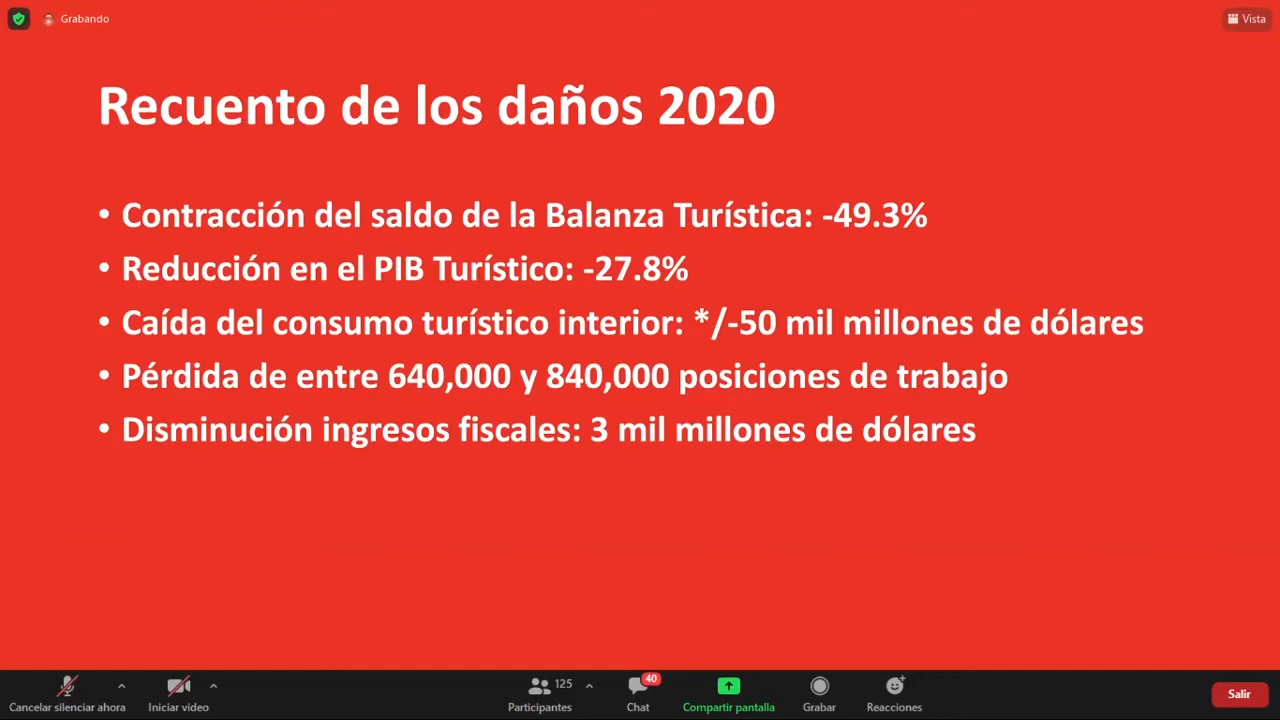 Grabando
Vista
Recuento de los daños 2020
• Contracción del saldo de la Balanza Turística: -49.3%
• Reducción en el PIB Turístico: -27.8%
• Caída del consumo turístico interior: */-50 mil millones de dólares
• Pérdida de entre 640,000 y 840,000 posiciones de trabajo
• Disminución ingresos fiscales: 3 mil millones de dólares
125
40
Cancelar silenciar ahora
Iniciar video
Participantes
Chat
Compartir pantalla
Grabar
Reacciones
Salir